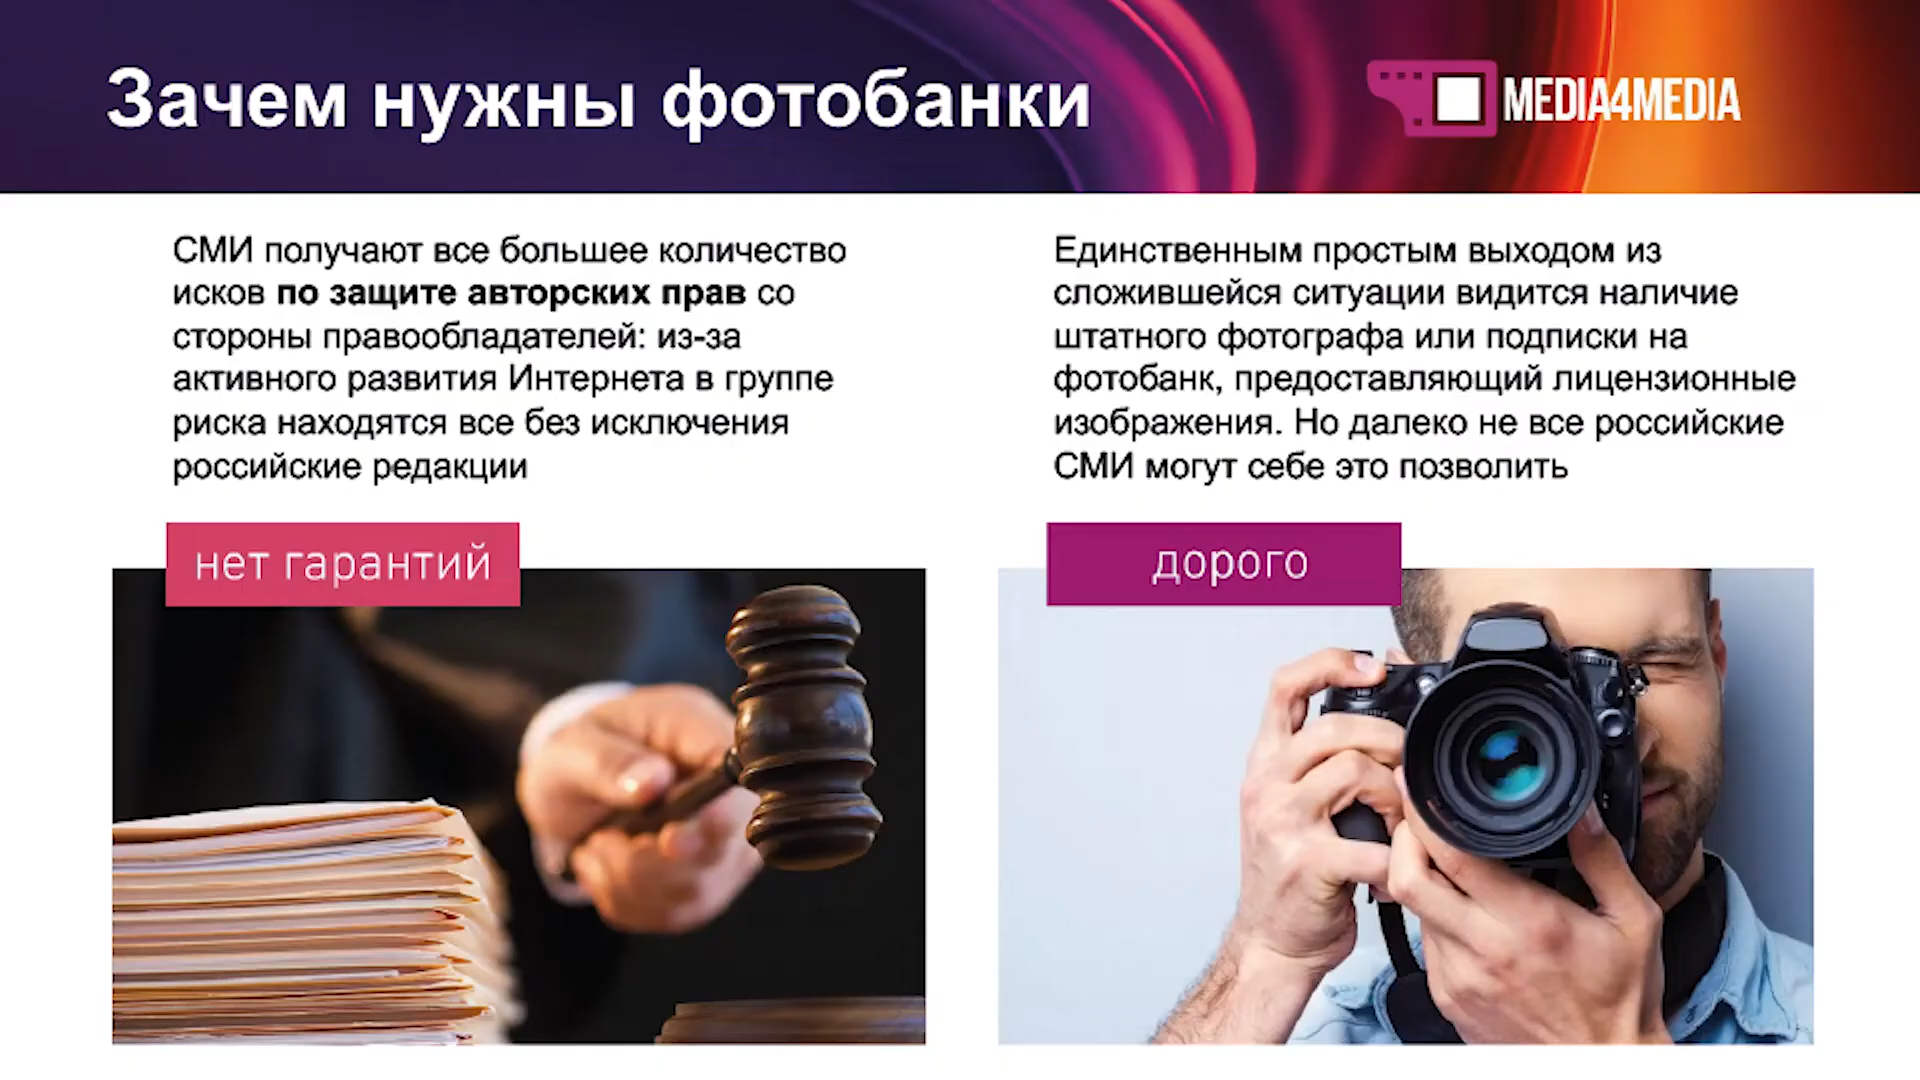 Зачем нужны фотобанки
MEDIA4MEDIA
СМИ получают все большее количество
исков по защите авторских прав со
стороны правообладателей: из-за
активного развития Интернета в группе
риска находятся все без исключения
российские редакции
нет гарантий
Единственным простым выходом из
сложившейся ситуации видится наличие
штатного фотографа или подписки на
фотобанк, предоставляющий лицензионные
изображения. Но далеко не все российские
СМИ могут себе это позволить
дорого